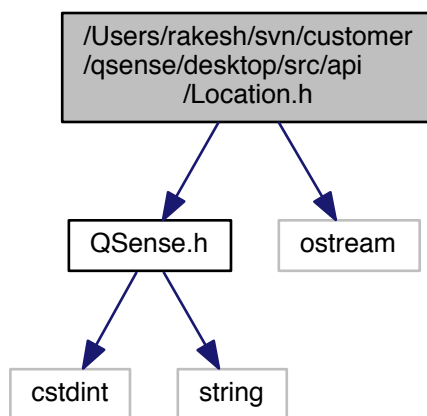 /Users/rakesh/svn/customer
/qsense/desktop/src/api
/Location.h
QSense.h
ostream
cstdint
string